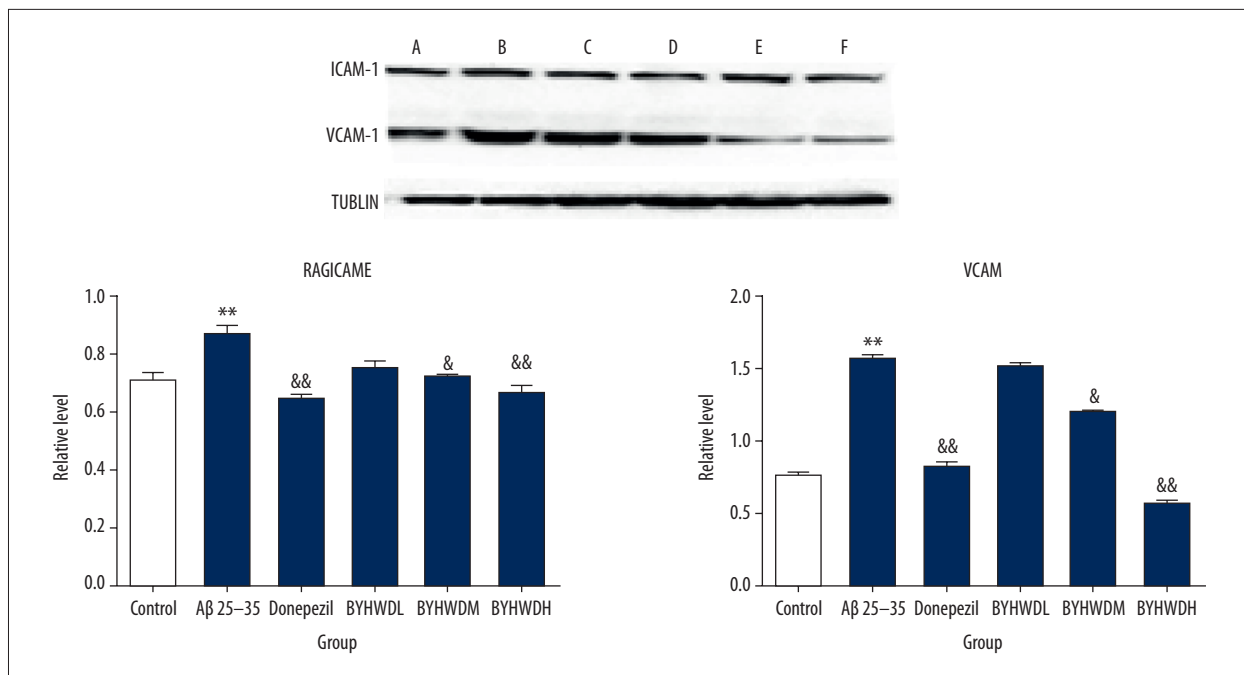 A B C D E F
ICAM-1
VCAM-1
TUBLIN
RAGICAME
Relative level
1.0
0.8
0.6
0.4
0.2
0.0
**
&&
&
&&
Control Aβ 25–35 Donepezil BYHWDL BYHWDM BYHWDH
Group
VCAM
Relative level
2.0
1.5
1.0
0.5
0.0
**
&&
&
&&
Control Aβ 25–35 Donepezil BYHWDL BYHWDM BYHWDH
Group